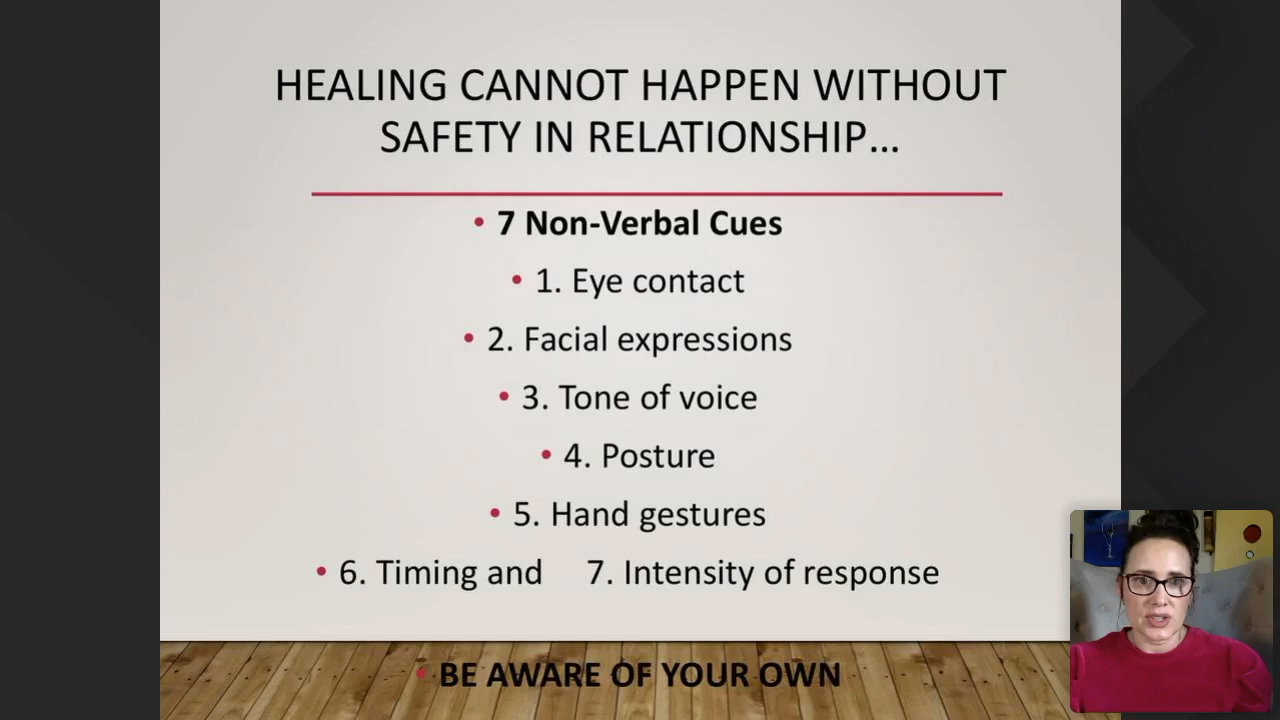 HEALING CANNOT HAPPEN WITHOUT
SAFETY IN RELATIONSHIP...
• 7 Non-Verbal Cues
• 1. Eye contact
• 2. Facial expressions
• 3. Tone of voice
• 4. Posture
• 5. Hand gestures
• 6. Timing and 7. Intensity of response
• BE AWARE OF YOUR OWN